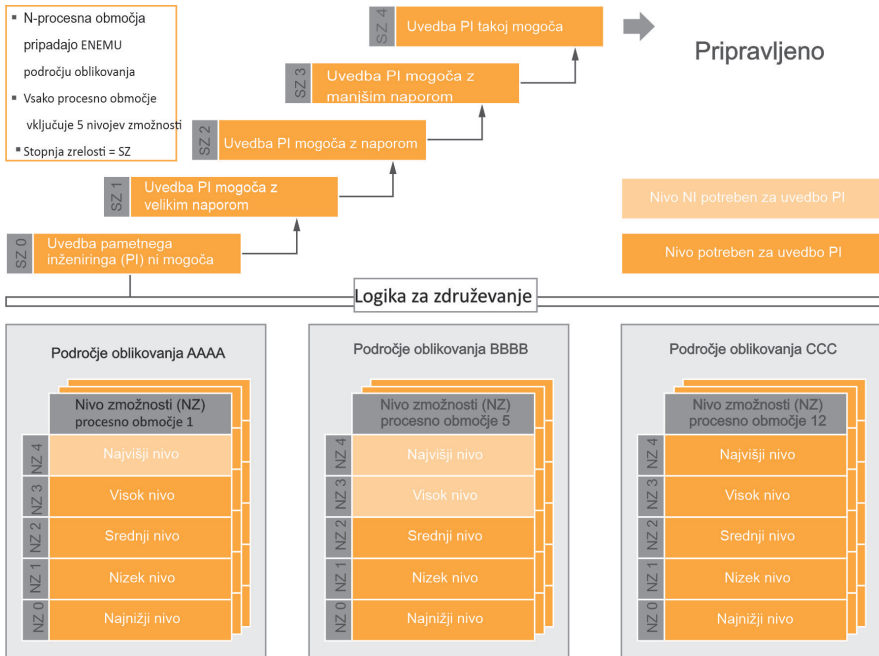 ▪ N-procesna območja
pripadajo ENEMU
področju oblikovanja
▪ Vsako procesno območje
vključuje 5 nivojev zmožnosti
▪ Stopnja zrelosti = SZ
SZ 4
Uvedba PI takoj mogoča
Pripravljeno
SZ 3
Uvedba PI mogoča z
manjšim naporom
SZ 2
Uvedba PI mogoča z naporom
SZ 1
Uvedba PI mogoča z
velikim naporom
SZ 0
Uvedba pametnega
inženiringa (PI) ni mogoča
Nivo NI potreben za uvedbo PI
Nivo potreben za uvedbo PI
Logika za združevanje
Področje oblikovanja AAAA
Nivo zmožnosti (NZ)
procesno območje 1
NZ 4
Najvišji nivo
NZ 3
Visok nivo
NZ 2
Srednji nivo
NZ 1
Nizek nivo
NZ 0
Najnižji nivo
Področje oblikovanja BBBB
Nivo zmožnosti (NZ)
procesno območje 5
NZ 4
Najvišji nivo
NZ 3
Visok nivo
NZ 2
Srednji nivo
NZ 1
Nizek nivo
NZ 0
Najnižji nivo
Področje oblikovanja CCC
Nivo zmožnosti (NZ)
procesno območje 12
NZ 4
Najvišji nivo
NZ 3
Visok nivo
NZ 2
Srednji nivo
NZ 1
Nizek nivo
NZ 0
Najnižji nivo